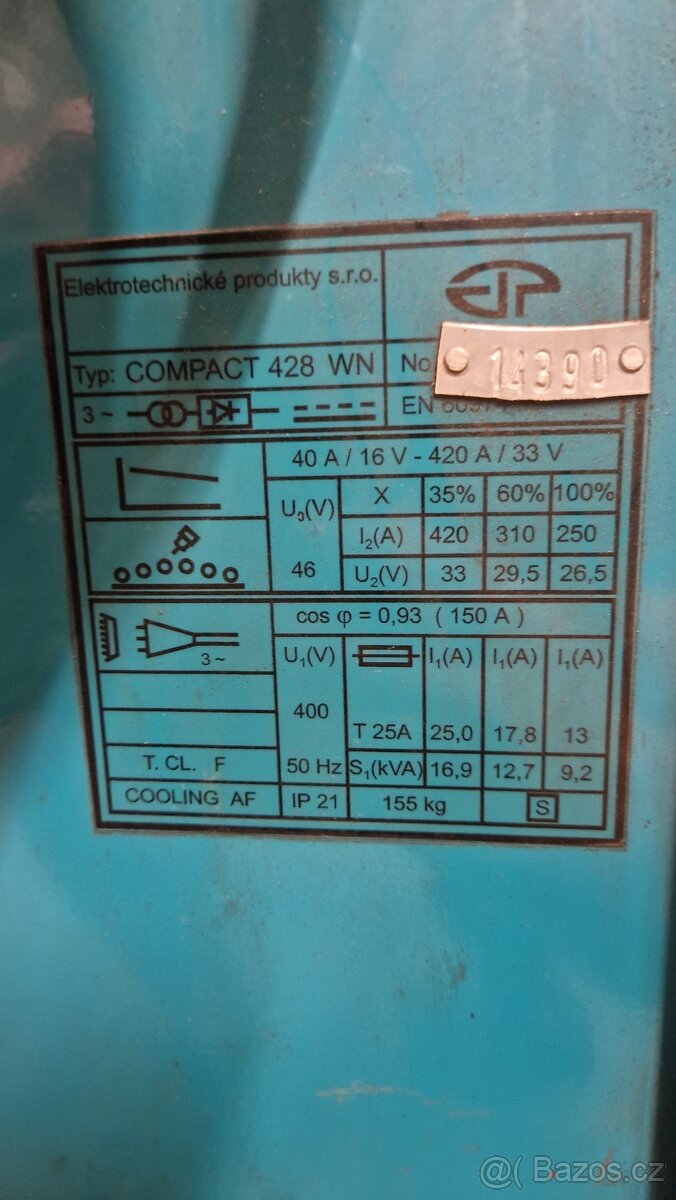 Elektrotechnické produkty s.r.o.
Typ: COMPACT 428 WN No
14390
3 ~ EN
40 A / 16 V - 420 A / 33 V
U₃(V) X 35% 60% 100%
I₂(A) 420 310 250
46 U₂(V) 33 29,5 26,5
cos φ = 0,93 ( 150 A )
3 ~ U₁(V) I₁(A) I₁(A) I₁(A)
400 T 25A 25,0 17,8 13
T. CL. F 50 Hz S₁(kVA) 16,9 12,7 9,2
COOLING AF IP 21 155 kg S
@( Bazos.cz